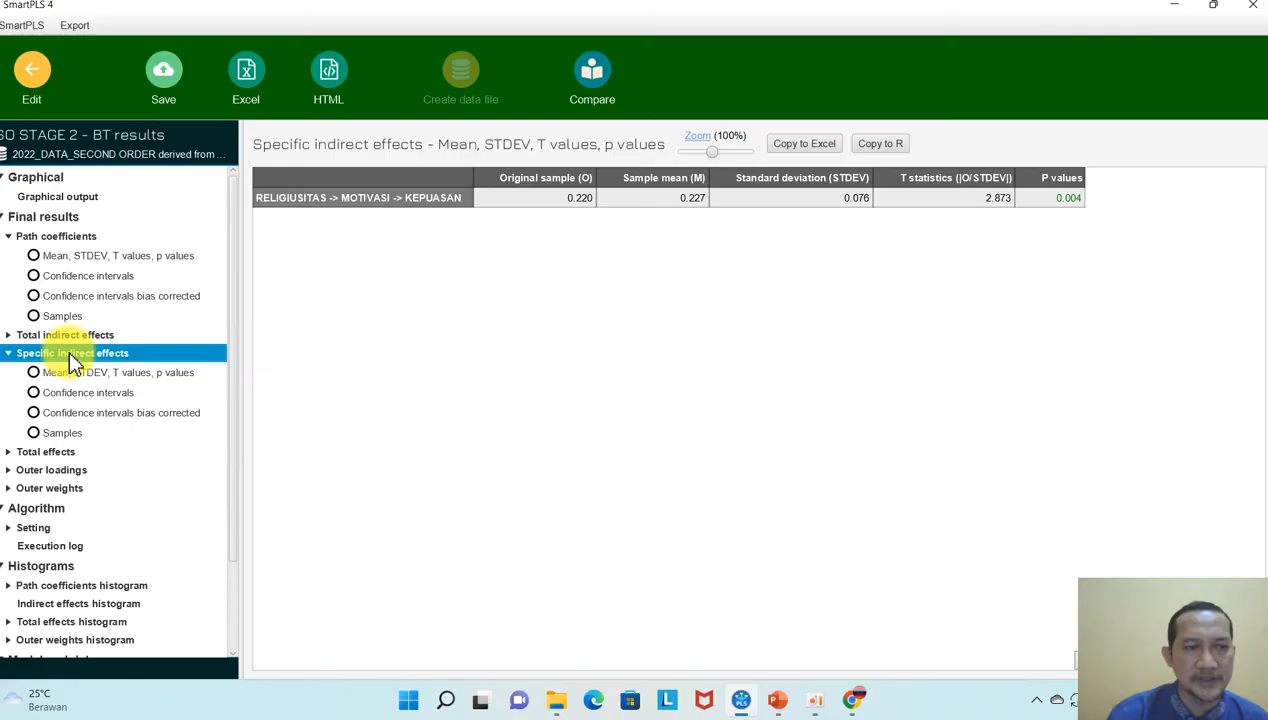 SmartPLS 4
SmartPLS Export
Edit Save Excel HTML Create data file Compare
SO STAGE 2 - BT results
2022_DATA_SECOND ORDER derived from ...
Graphical
Graphical output
Final results
Path coefficients
Mean, STDEV, T values, p values
Confidence intervals
Confidence intervals bias corrected
Samples
Total indirect effects
Specific indirect effects
Mean, STDEV, T values, p values
Confidence intervals
Confidence intervals bias corrected
Samples
Total effects
Outer loadings
Outer weights
Algorithm
Setting
Execution log
Histograms
Path coefficients histogram
Indirect effects histogram
Total effects histogram
Outer weights histogram
Specific indirect effects - Mean, STDEV, T values, p values
Zoom (100%)
Copy to Excel Copy to R
Original sample (O) Sample mean (M) Standard deviation (STDEV) T statistics (|O/STDEV|) P values
RELIGIUSITAS -> MOTIVASI -> KEPUASAN 0.220 0.227 0.076 2.873 0.004
25°C
Berawan
L
PLS